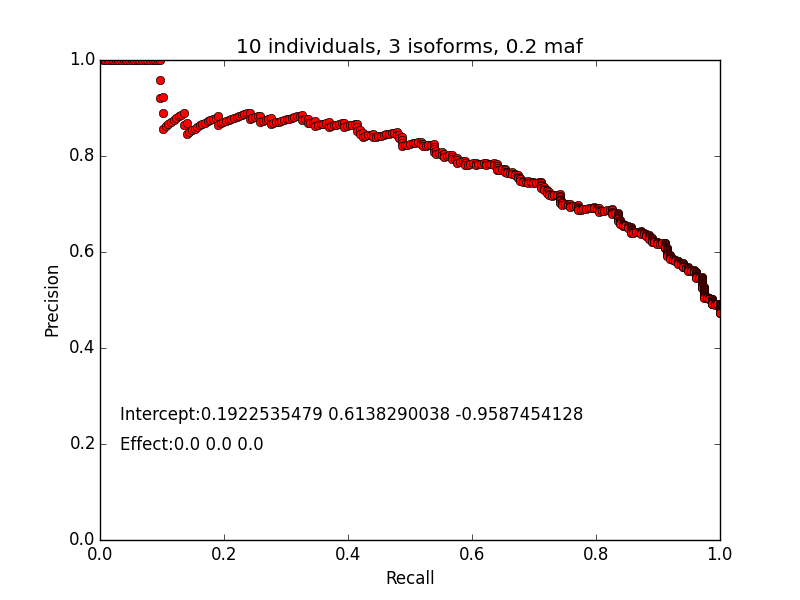 10 individuals, 3 isoforms, 0.2 maf
1.0
0.8
0.6
0.4
0.2
0.0
Precision
Intercept:0.1922535479 0.6138290038 -0.9587454128
Effect:0.0 0.0 0.0
0.0 0.2 0.4 0.6 0.8 1.0
Recall